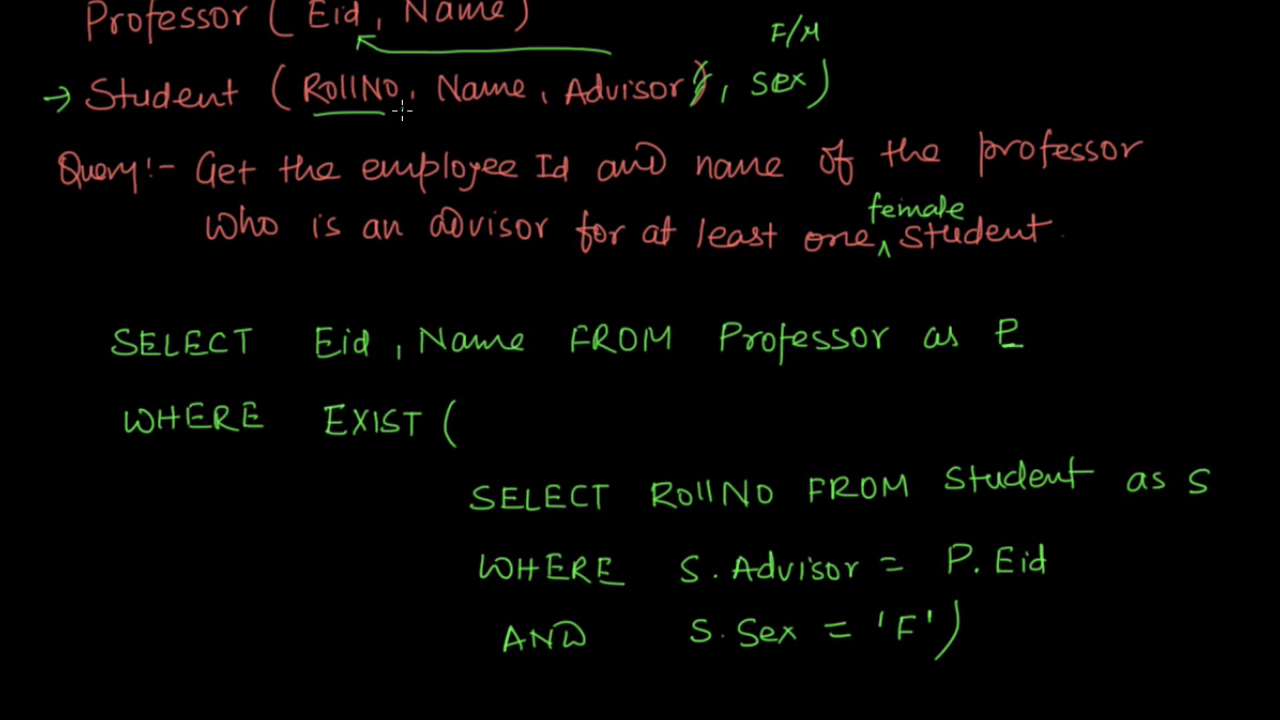 Professor ( Eid, Name)
F/M
→ Student ( RollNo, Name, Advisor), Sex)
Query:- Get the employee Id and name of the professor
female
who is an advisor for at least one ^ student
SELECT Eid, Name FROM Professor as P
WHERE EXIST (
SELECT RollNo FROM Student as S
WHERE S.Advisor = P.Eid
AND S.Sex = 'F')